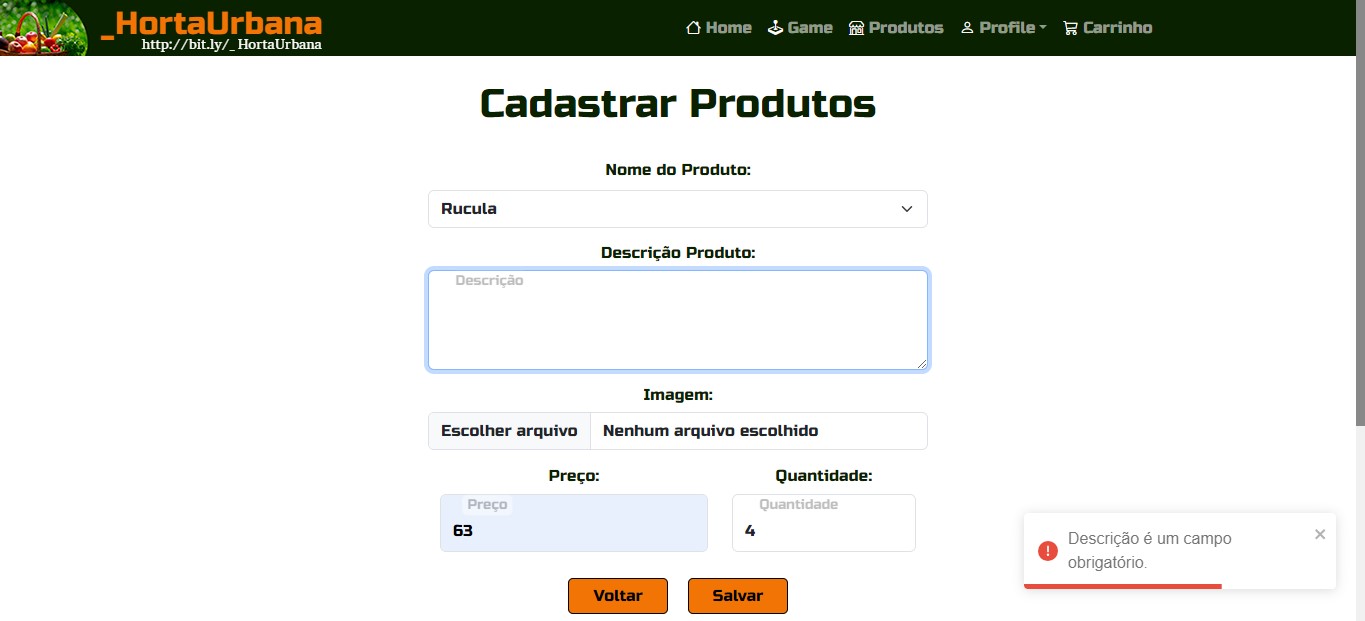 _HortaUrbana
http://bit.ly/_HortaUrbana
Home Game Produtos Profile Carrinho
Cadastrar Produtos
Nome do Produto:
Rucula
Descrição Produto:
Descrição
Imagem:
Escolher arquivo Nenhum arquivo escolhido
Preço: Quantidade:
Preço Quantidade
63 4
Voltar Salvar
Descrição é um campo
obrigatório.